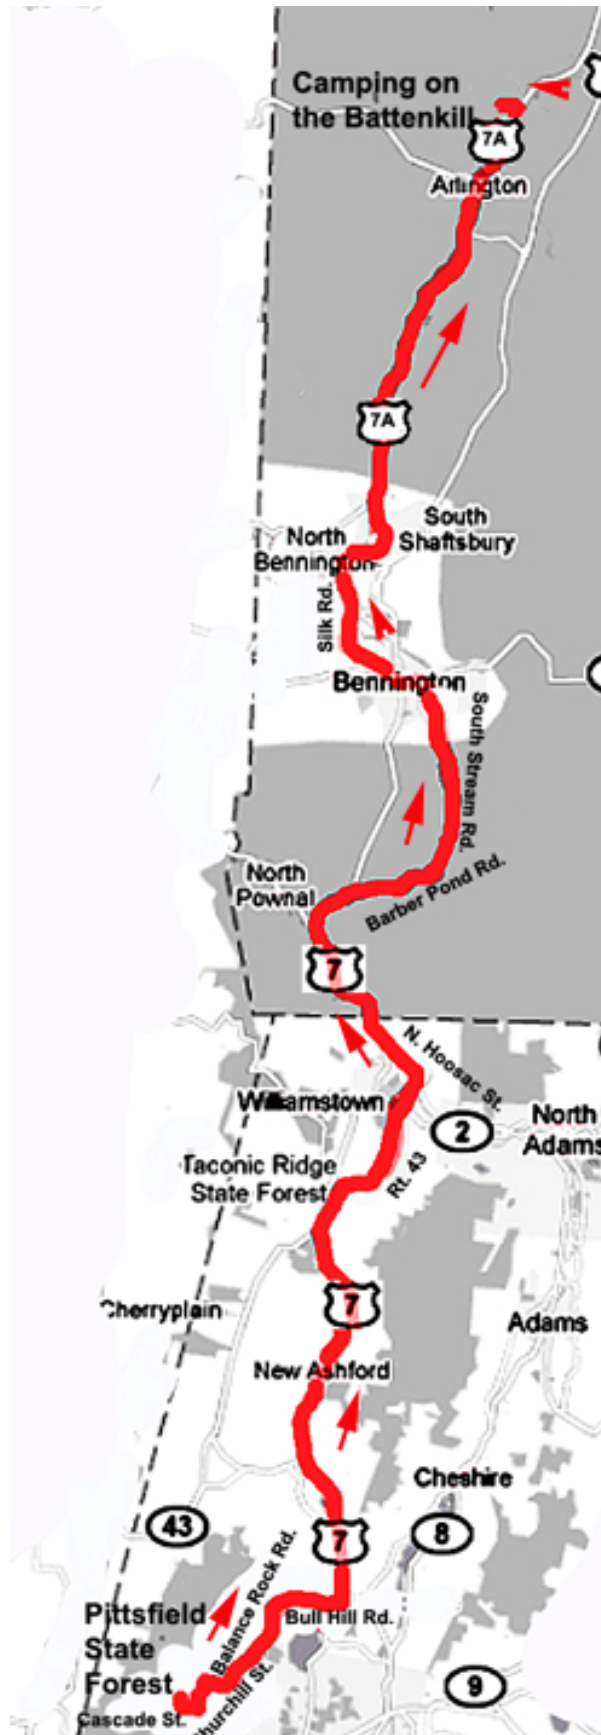 Camping on
the Battenkill
7A
Arlington
7A
South
Shaftsbury
North
Bennington
Silk Rd.
Bennington
South Stream Rd.
North
Pownal
Barber Pond Rd.
7
N. Hoosac St.
Williamstown
2
North
Adams
Taconic Ridge
State Forest
Rt. 43
7
Cherryplain
Adams
New Ashford
Cheshire
43
7
8
Balance Rock Rd.
Pittsfield
State
Forest
Bull Hill Rd.
Churchill St.
9
Cascade St.